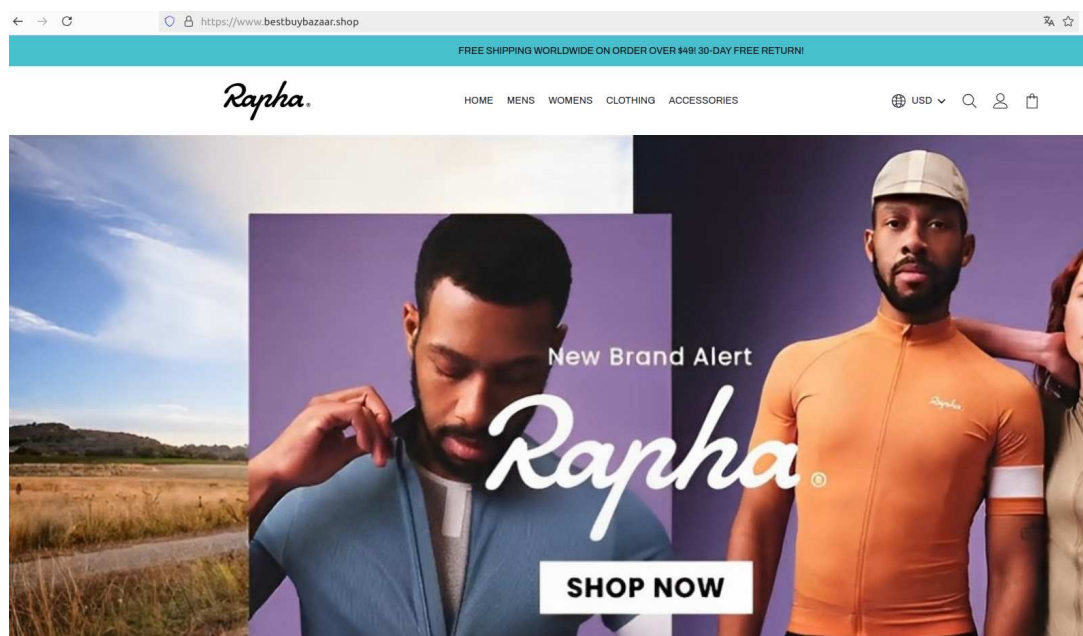 https://www.bestbuybazaar.shop
FREE SHIPPING WORLDWIDE ON ORDER OVER $49! 30-DAY FREE RETURN!
Rapha®
HOME MENS WOMENS CLOTHING ACCESSORIES
USD
New Brand Alert
Rapha®
Rapha
SHOP NOW